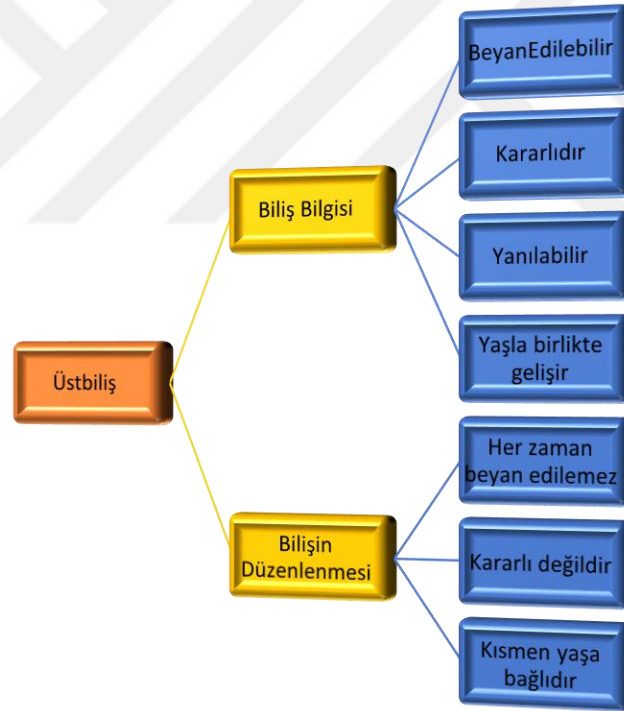 BeyanEdilebilir
Kararlıdır
Biliş Bilgisi
Yanılabilir
Yaşla birlikte
gelişir
Üstbiliş
Her zaman
beyan edilemez
Bilişin
Düzenlenmesi
Kararlı değildir
Kısmen yaşa
bağlıdır